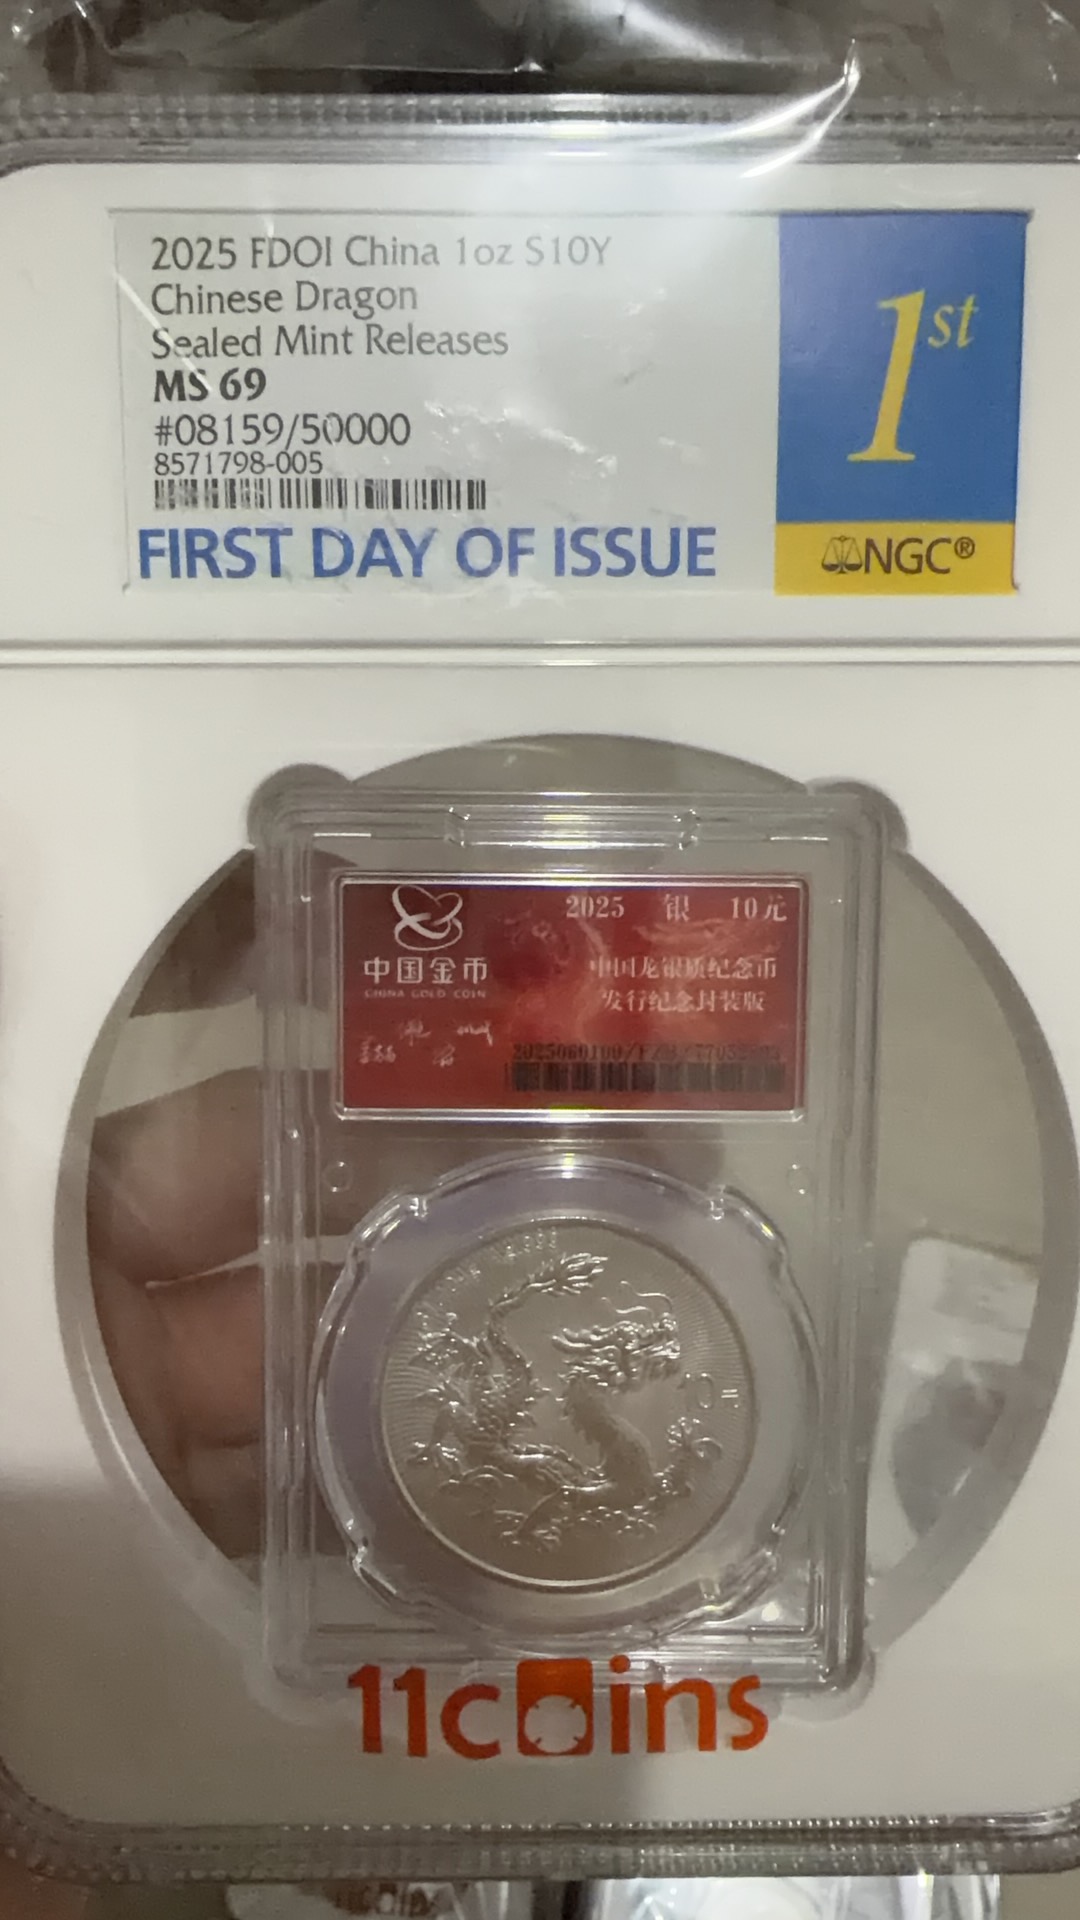 2025 FDOI China 1oz S10Y
Chinese Dragon
Sealed Mint Releases
MS 69
#08159/50000
8571798-005
FIRST DAY OF ISSUE
1st
NGC®
中国金币
CHINA GOLD COIN
2025 银 10元
中国龙银质纪念币
发行纪念封装版
11coins
11coins